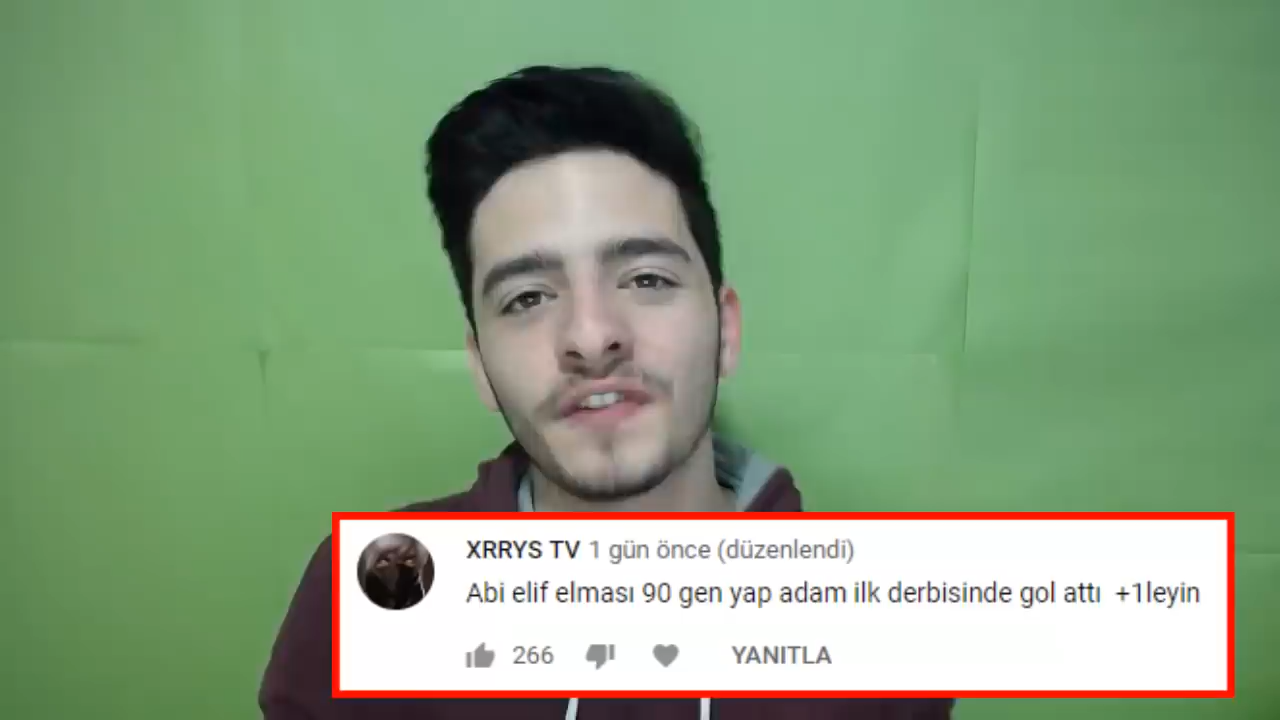 XRRYS TV 1 gün önce (düzenlendi)
Abi elif elması 90 gen yap adam ilk derbisinde gol attı +1leyin
266 YANITLA